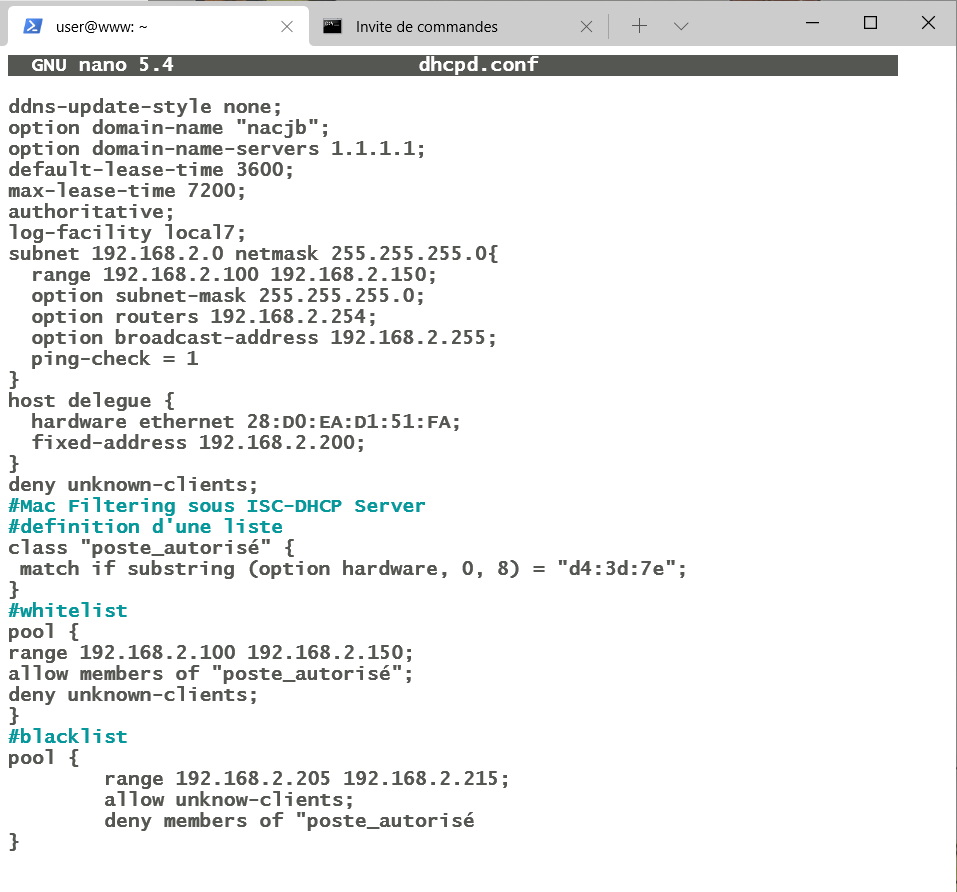 user@www: ~
Invite de commandes
GNU nano 5.4 dhcpd.conf
ddns-update-style none;
option domain-name "nacjb";
option domain-name-servers 1.1.1.1;
default-lease-time 3600;
max-lease-time 7200;
authoritative;
log-facility local7;
subnet 192.168.2.0 netmask 255.255.255.0{
  range 192.168.2.100 192.168.2.150;
  option subnet-mask 255.255.255.0;
  option routers 192.168.2.254;
  option broadcast-address 192.168.2.255;
  ping-check = 1
}
host delegue {
  hardware ethernet 28:D0:EA:D1:51:FA;
  fixed-address 192.168.2.200;
}
deny unknown-clients;
#Mac Filtering sous ISC-DHCP Server
#definition d'une liste
class "poste_autorisé" {
 match if substring (option hardware, 0, 8) = "d4:3d:7e";
}
#whitelist
pool {
range 192.168.2.100 192.168.2.150;
allow members of "poste_autorisé";
deny unknown-clients;
}
#blacklist
pool {
        range 192.168.2.205 192.168.2.215;
        allow unknow-clients;
        deny members of "poste_autorisé
}